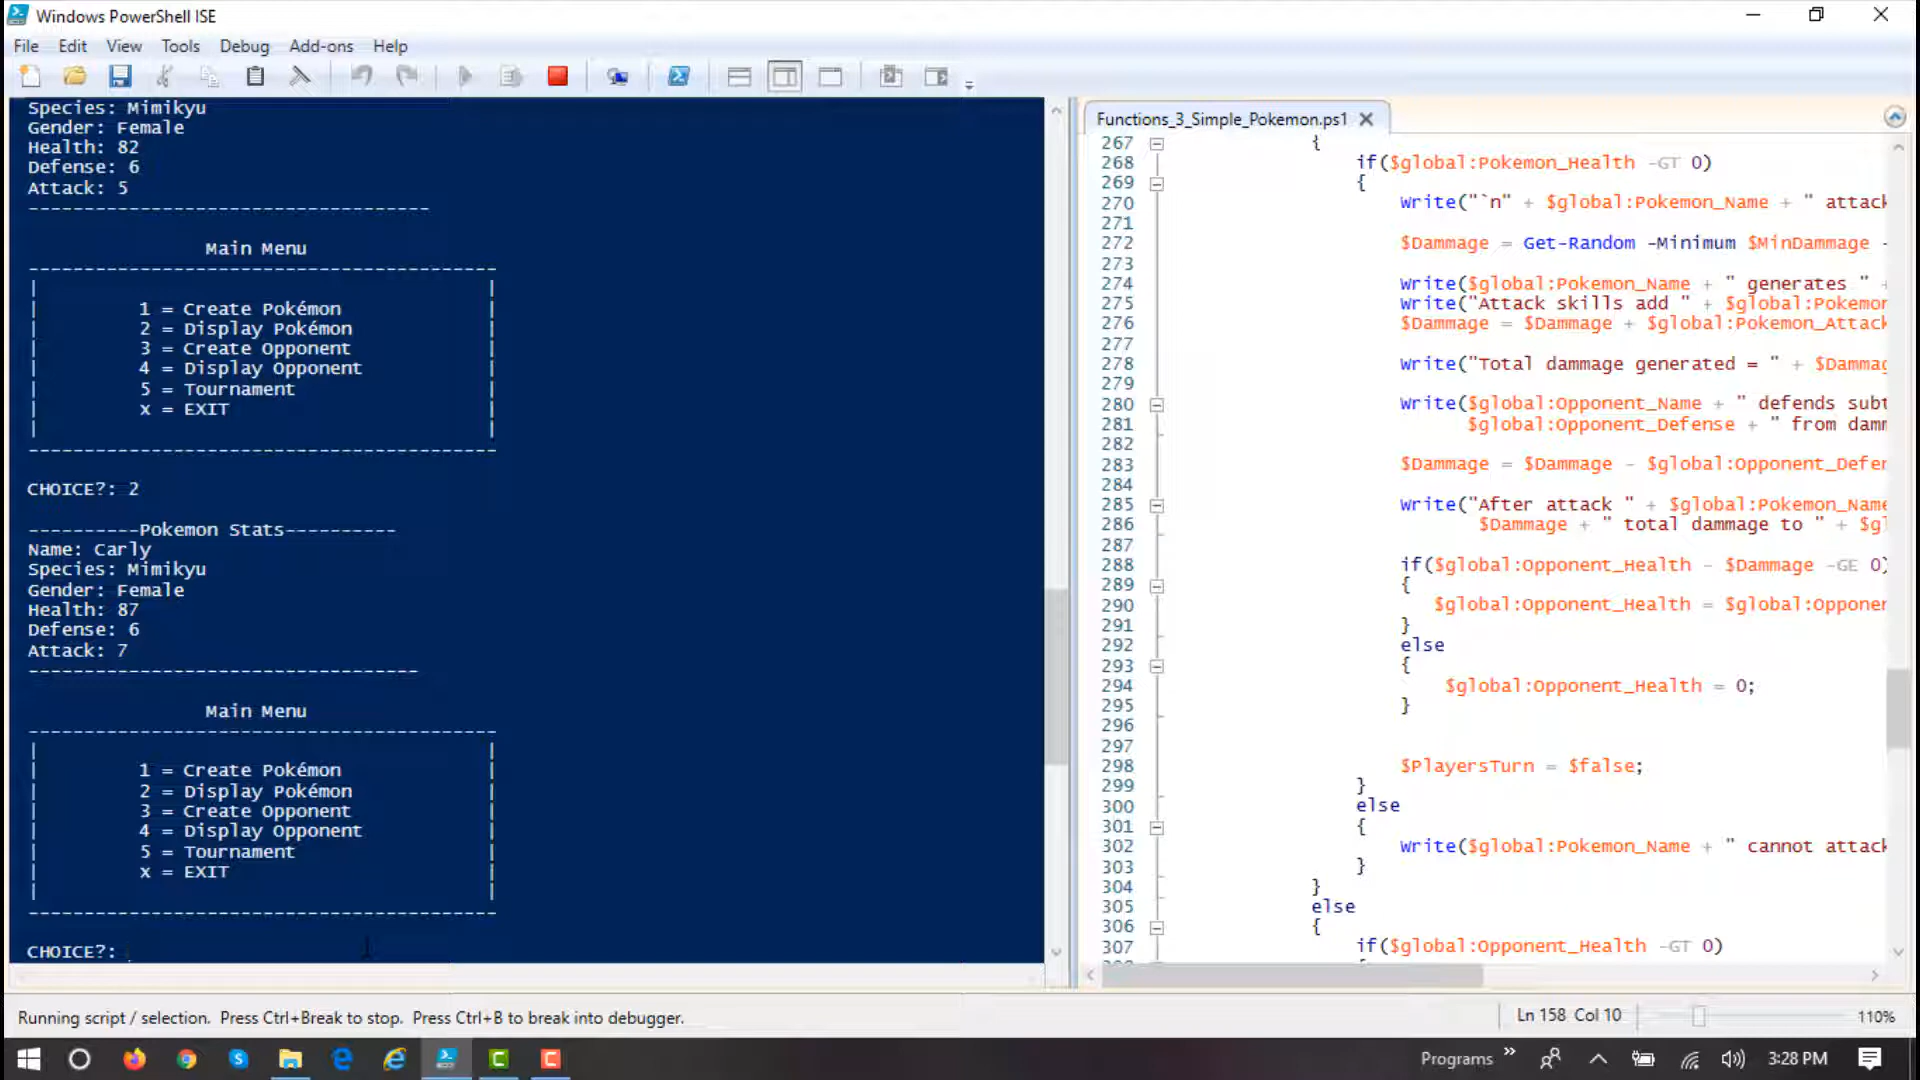 Windows PowerShell ISE
File Edit View Tools Debug Add-ons Help
Species: Mimikyu
Gender: Female
Health: 82
Defense: 6
Attack: 5
------------------------------------
Main Menu
------------------------------------------
| |
| 1 = Create Pokémon |
| 2 = Display Pokémon |
| 3 = Create Opponent |
| 4 = Display Opponent |
| 5 = Tournament |
| x = EXIT |
| |
------------------------------------------
CHOICE?: 2
----------Pokemon Stats----------
Name: Carly
Species: Mimikyu
Gender: Female
Health: 87
Defense: 6
Attack: 7
-----------------------------------
Main Menu
------------------------------------------
| |
| 1 = Create Pokémon |
| 2 = Display Pokémon |
| 3 = Create Opponent |
| 4 = Display Opponent |
| 5 = Tournament |
| x = EXIT |
| |
------------------------------------------
CHOICE?:
Functions_3_Simple_Pokemon.ps1
267 {
268 if($global:Pokemon_Health -GT 0)
269 {
270 Write("`n" + $global:Pokemon_Name + " attack
271
272 $Dammage = Get-Random -Minimum $MinDammage -
273
274 Write($global:Pokemon_Name + " generates " +
275 Write("Attack skills add " + $global:Pokemon
276 $Dammage = $Dammage + $global:Pokemon_Attack
277
278 Write("Total dammage generated = " + $Dammag
279
280 Write($global:Opponent_Name + " defends subt
281 $global:Opponent_Defense + " from damm
282
283 $Dammage = $Dammage - $global:Opponent_Defen
284
285 Write("After attack " + $global:Pokemon_Name
286 $Dammage + " total dammage to " + $gl
287
288 if($global:Opponent_Health - $Dammage -GE 0)
289 {
290 $global:Opponent_Health = $global:Opponen
291 }
292 else
293 {
294 $global:Opponent_Health = 0;
295 }
296
297
298 $PlayersTurn = $false;
299 }
300 else
301 {
302 Write($global:Pokemon_Name + " cannot attack
303 }
304 }
305 else
306 {
307 if($global:Opponent_Health -GT 0)
Running script / selection. Press Ctrl+Break to stop. Press Ctrl+B to break into debugger.
Ln 158 Col 10
110%
Programs
3:28 PM